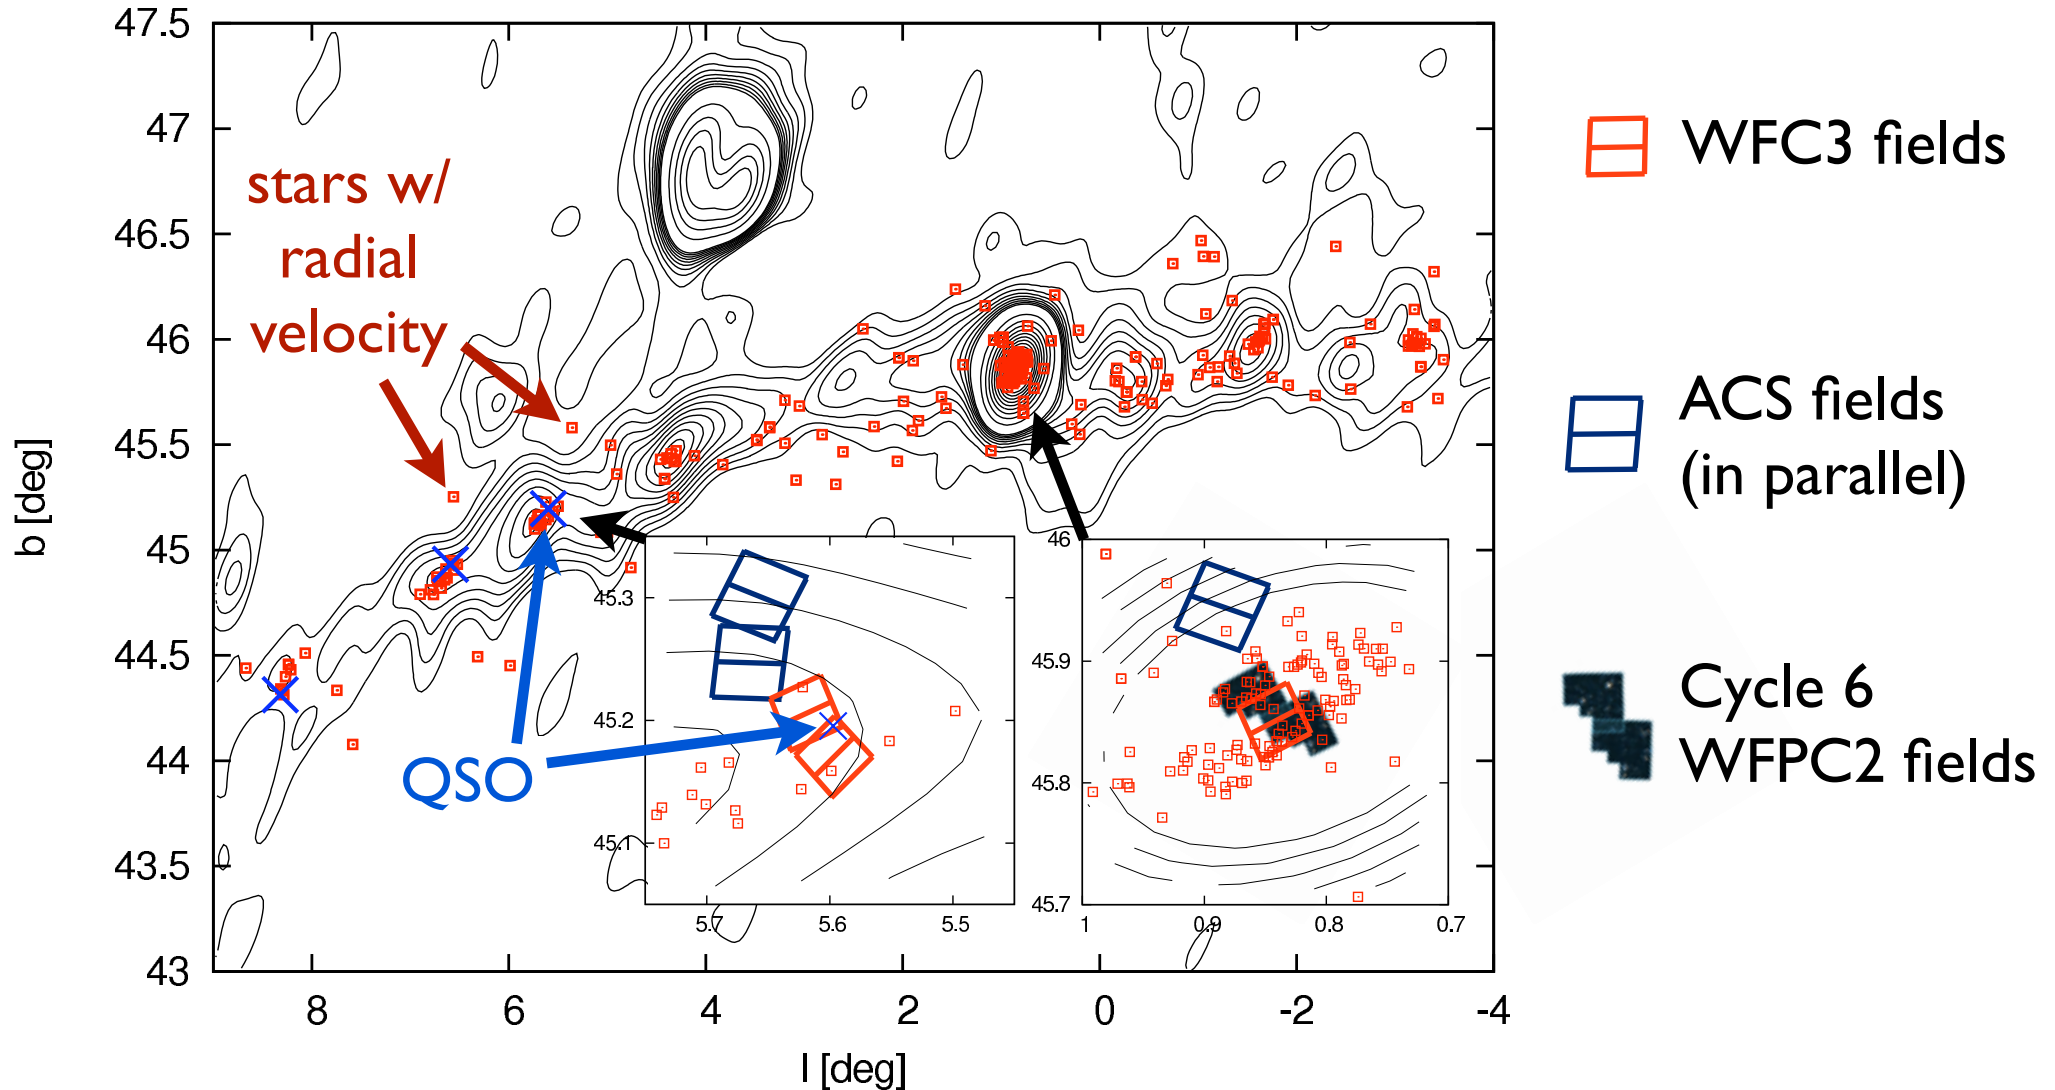 47.5
47
46.5
46
45.5
45
44.5
44
43.5
43
b [deg]
8
6
4
2
0
-2
-4
l [deg]
stars w/
radial
velocity
QSO
45.3
45.2
45.1
5.7
5.6
5.5
46
45.9
45.8
45.7
1
0.9
0.8
0.7
WFC3 fields
ACS fields
(in parallel)
Cycle 6
WFPC2 fields